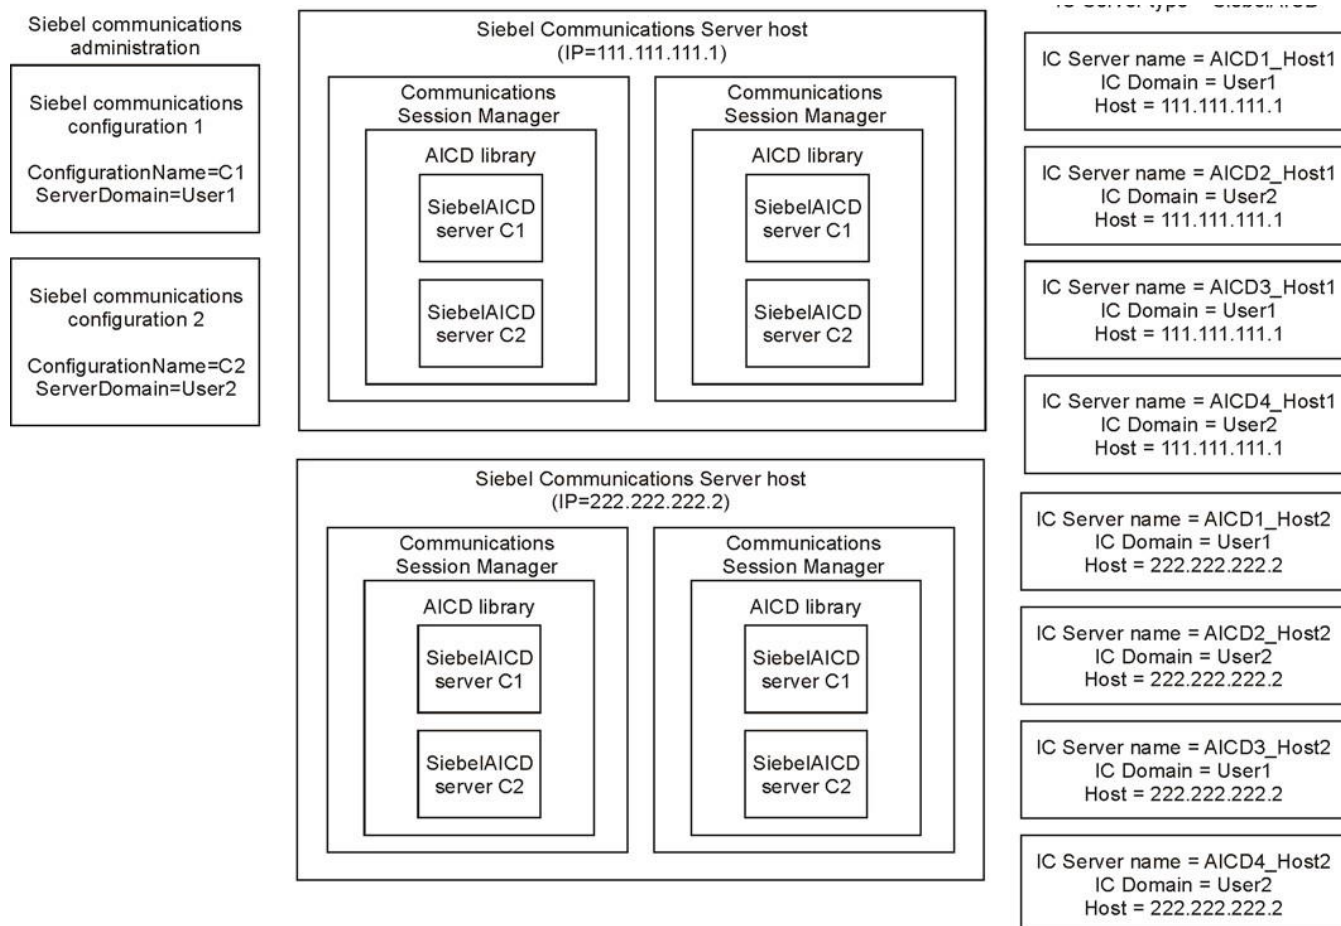 Siebel communications
administration
Siebel communications
configuration 1
ConfigurationName=C1
ServerDomain=User1
Siebel communications
configuration 2
ConfigurationName=C2
ServerDomain=User2
Siebel Communications Server host
(IP=111.111.111.1)
Communications
Session Manager
AICD library
SiebelAICD
server C1
SiebelAICD
server C2
Communications
Session Manager
AICD library
SiebelAICD
server C1
SiebelAICD
server C2
Siebel Communications Server host
(IP=222.222.222.2)
Communications
Session Manager
AICD library
SiebelAICD
server C1
SiebelAICD
server C2
Communications
Session Manager
AICD library
SiebelAICD
server C1
SiebelAICD
server C2
IC Server name = AICD1_Host1
IC Domain = User1
Host = 111.111.111.1
IC Server name = AICD2_Host1
IC Domain = User2
Host = 111.111.111.1
IC Server name = AICD3_Host1
IC Domain = User1
Host = 111.111.111.1
IC Server name = AICD4_Host1
IC Domain = User2
Host = 111.111.111.1
IC Server name = AICD1_Host2
IC Domain = User1
Host = 222.222.222.2
IC Server name = AICD2_Host2
IC Domain = User2
Host = 222.222.222.2
IC Server name = AICD3_Host2
IC Domain = User1
Host = 222.222.222.2
IC Server name = AICD4_Host2
IC Domain = User2
Host = 222.222.222.2